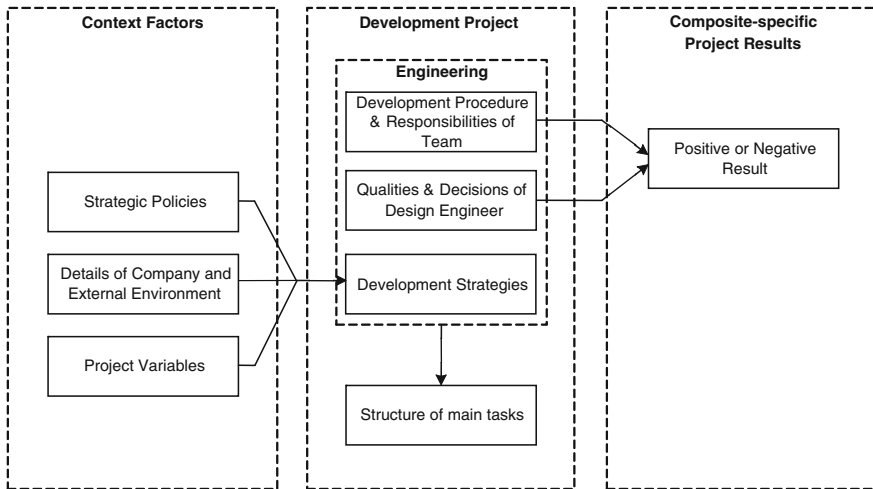 Context Factors
Strategic Policies
Details of Company and
External Environment
Project Variables
Development Project
Engineering
Development Procedure
& Responsibilities of
Team
Qualities & Decisions of
Design Engineer
Development Strategies
Structure of main tasks
Composite-specific
Project Results
Positive or Negative
Result